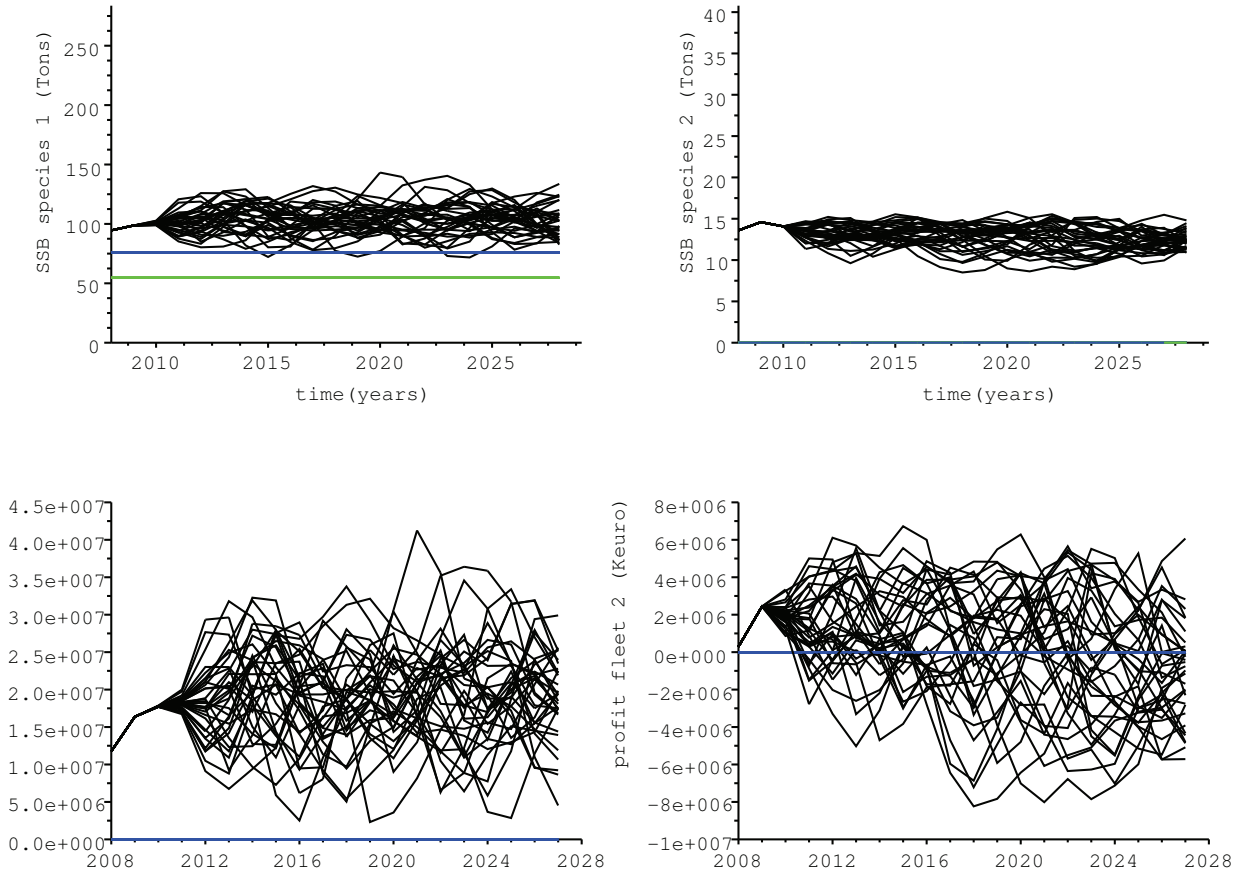 SSB species 1 (Tons)
250
200
150
100
50
0
2010 2015 2020 2025
time(years)
SSB species 2 (Tons)
40
35
30
25
20
15
10
5
0
2010 2015 2020 2025
time(years)
4.5e+007
4.0e+007
3.5e+007
3.0e+007
2.5e+007
2.0e+007
1.5e+007
1.0e+007
5.0e+006
0.0e+000
2008 2012 2016 2020 2024 2028
profit fleet 2 (Keuro)
8e+006
6e+006
4e+006
2e+006
0e+000
-2e+006
-4e+006
-6e+006
-8e+006
-1e+007
2008 2012 2016 2020 2024 2028